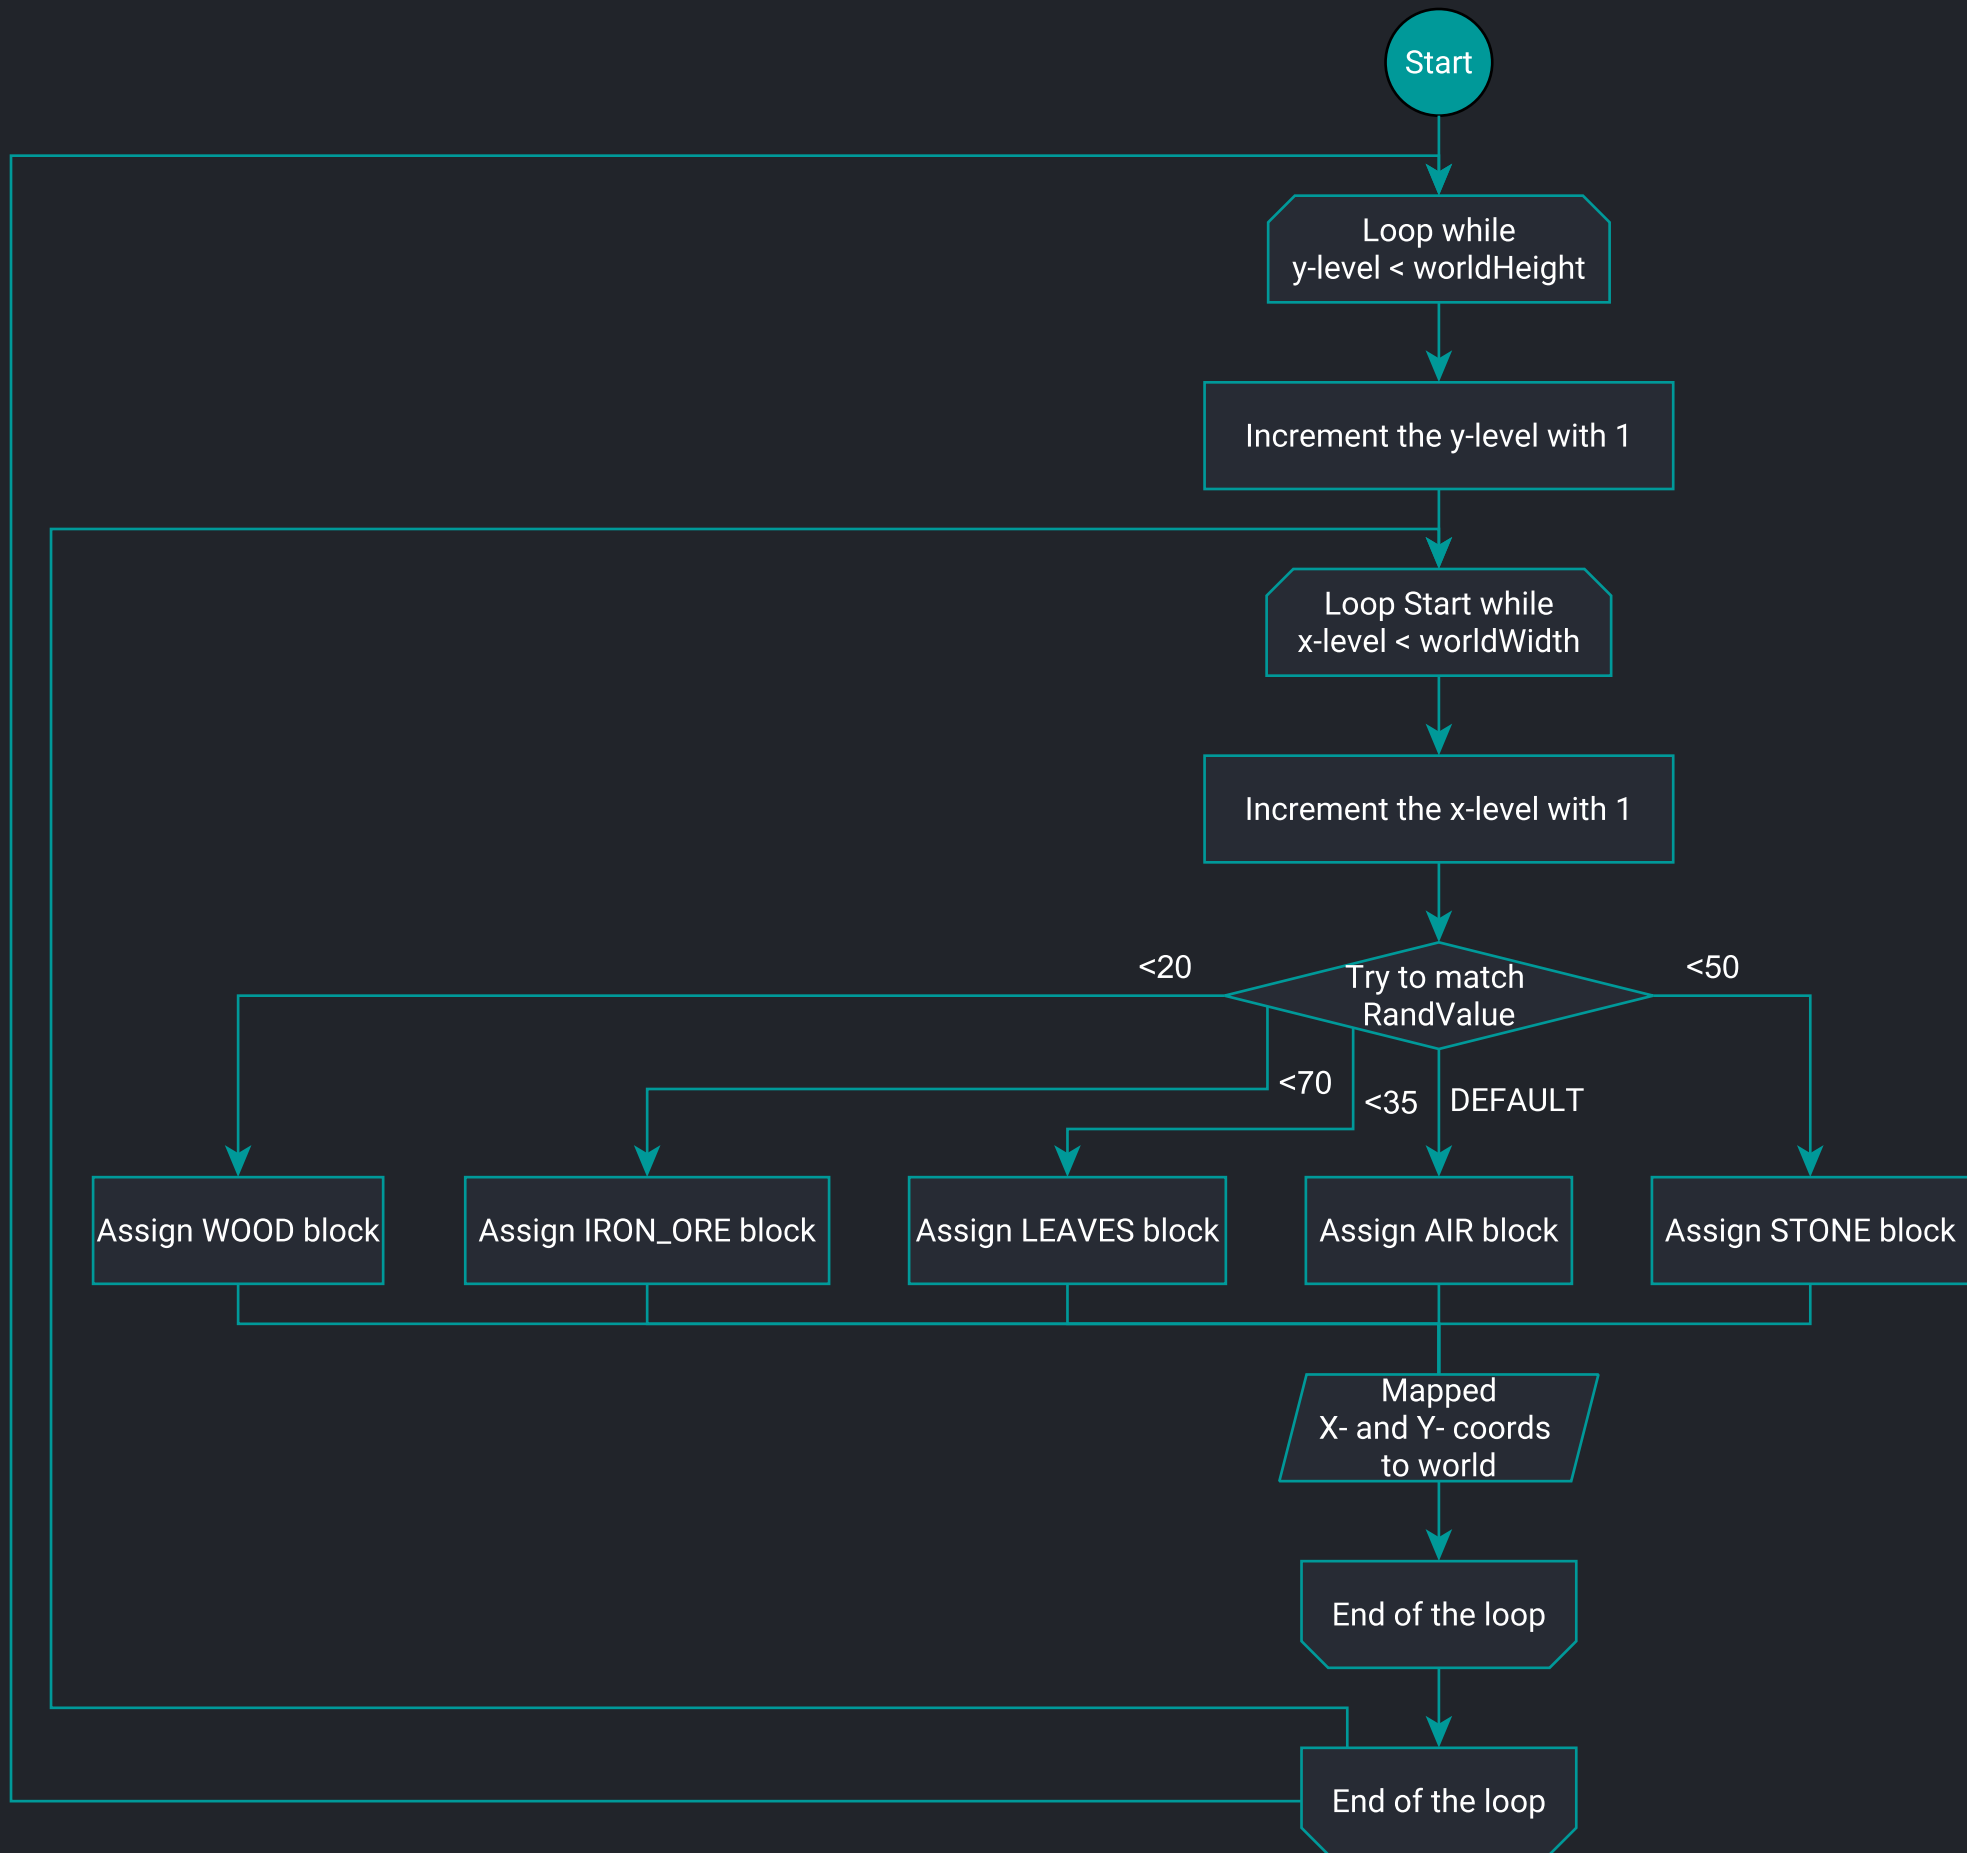 Start
Loop while
y-level < worldHeight
Increment the y-level with 1
Loop Start while
x-level < worldWidth
Increment the x-level with 1
<20
Try to match
RandValue
<50
<70
<35
DEFAULT
Assign WOOD block
Assign IRON_ORE block
Assign LEAVES block
Assign AIR block
Assign STONE block
Mapped
X- and Y- coords
to world
End of the loop
End of the loop